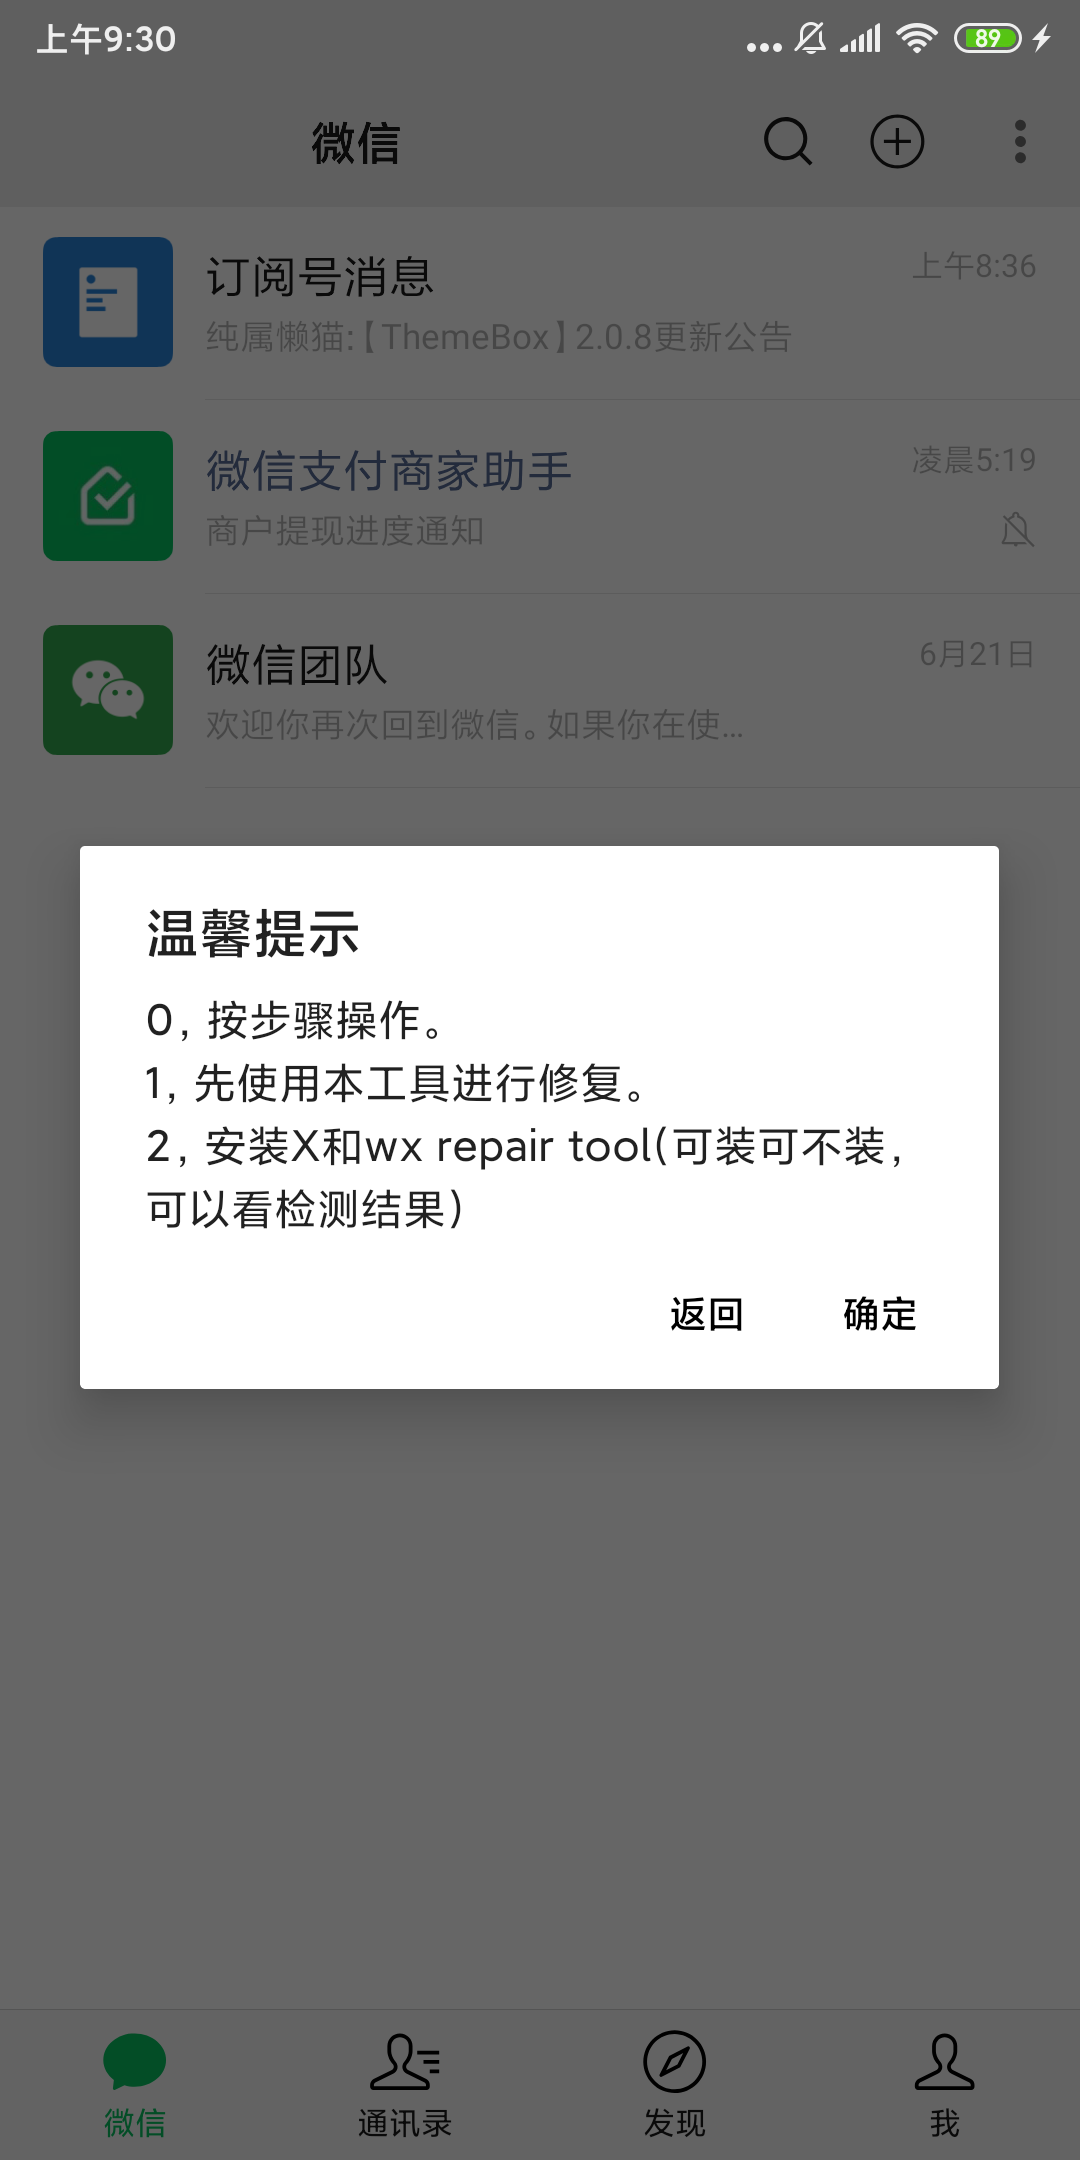 上午9:30
89
微信
订阅号消息
上午8:36
纯属懒猫:【ThemeBox】2.0.8更新公告
微信支付商家助手
凌晨5:19
商户提现进度通知
微信团队
6月21日
欢迎你再次回到微信。如果你在使...
温馨提示
0, 按步骤操作。
1, 先使用本工具进行修复。
2, 安装X和wx repair tool(可装可不装,
可以看检测结果)
返回
确定
微信
通讯录
发现
我